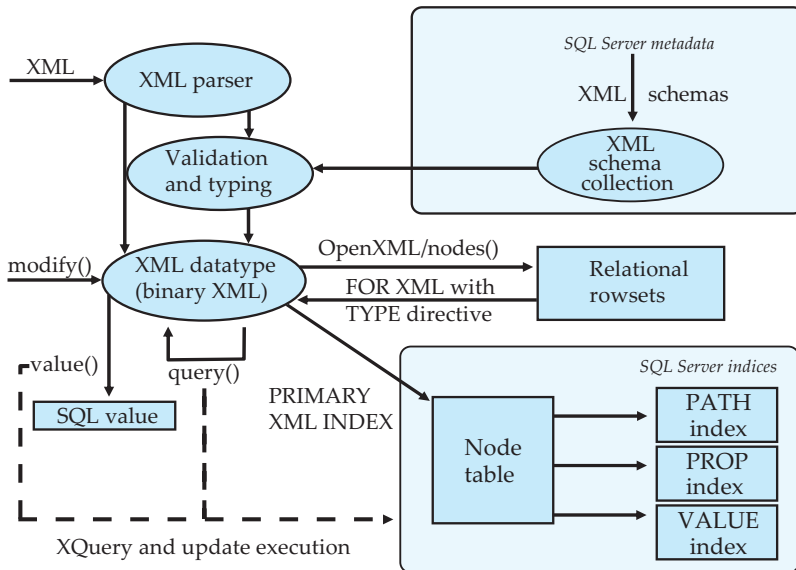 SQL Server metadata
XML
XML parser
XML schemas
Validation
and typing
XML
schema
collection
modify()
XML datatype
(binary XML)
OpenXML/nodes()
FOR XML with
TYPE directive
Relational
rowsets
value()
query()
SQL value
PRIMARY
XML INDEX
SQL Server indices
Node
table
PATH
index
PROP
index
VALUE
index
XQuery and update execution